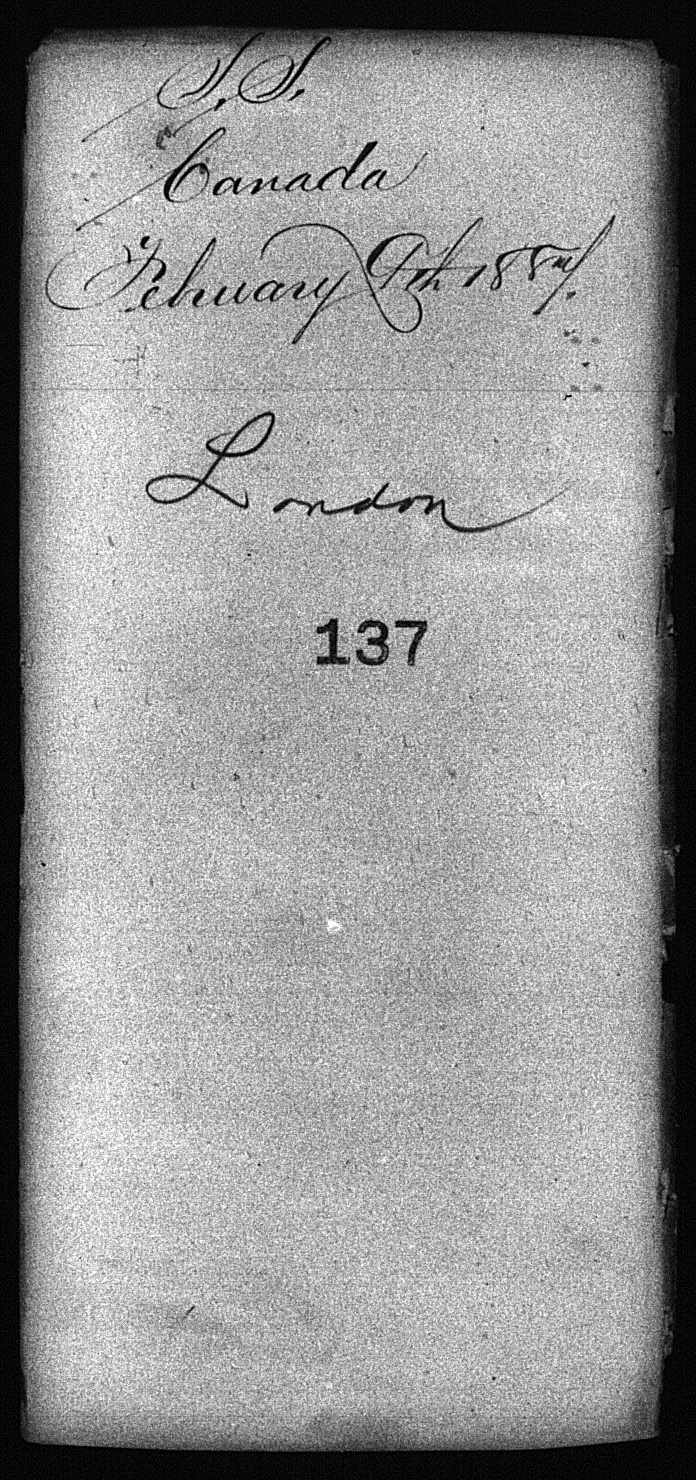 S.S.
Canada
February 9th 1887.
London
137